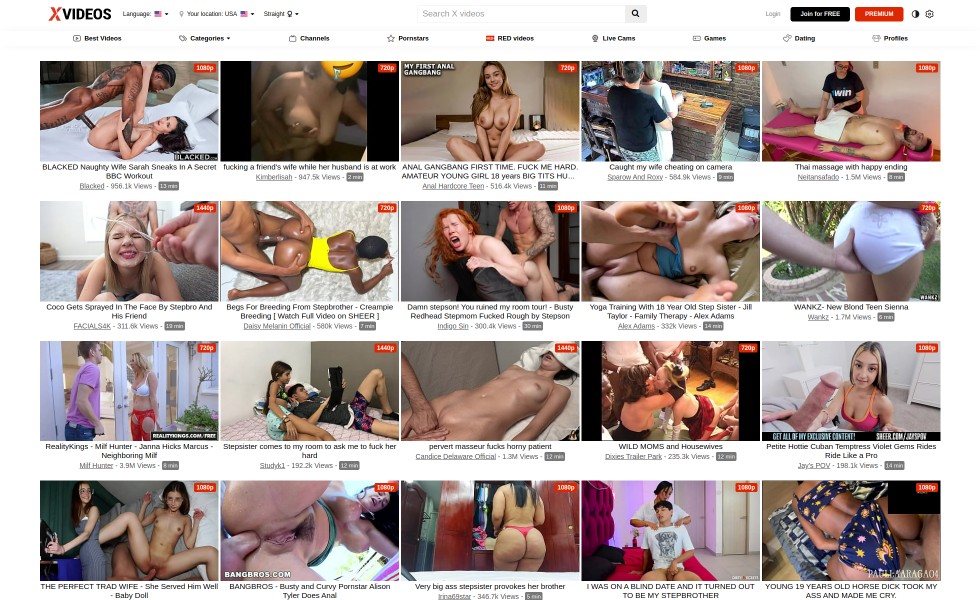 XVIDEOS
Language:
Your location: USA
Straight
Search X videos
Login
Join for FREE
PREMIUM
Best Videos
Categories
Channels
Pornstars
RED videos
Live Cams
Games
Dating
Profiles
1080p
BLACKED
BLACKED Naughty Wife Sarah Sneaks In A Secret
BBC Workout
Blacked - 956.1k Views - 13 min
720p
fucking a friend's wife while her husband is at work
Kimberlisah - 947.5k Views - 2 min
MY FIRST ANAL
GANGBANG
720p
ANAL GANGBANG FIRST TIME, FUCK ME HARD,
AMATEUR YOUNG GIRL 18 years BIG TITS HU...
Anal Hardcore Teen - 516.4k Views - 11 min
1080p
Caught my wife cheating on camera
Sparow And Roxy - 584.9k Views - 9 min
1080p
win
Thai massage with happy ending
Neitansafado - 1.5M Views - 8 min
1440p
Coco Gets Sprayed In The Face By Stepbro And
His Friend
FACIALS4K - 311.6k Views - 19 min
720p
Begs For Breeding From Stepbrother - Creampie
Breeding [ Watch Full Video on SHEER ]
Daisy Melanin Official - 580k Views - 7 min
1080p
Damn stepson! You ruined my room tour! - Busty
Redhead Stepmom Fucked Rough by Stepson
Indigo Sin - 300.4k Views - 30 min
1080p
Yoga Training With 18 Year Old Step Sister - Jill
Taylor - Family Therapy - Alex Adams
Alex Adams - 332k Views - 14 min
720p
WANKZ
WANKZ- New Blond Teen Sienna
Wankz - 1.7M Views - 6 min
720p
REALITYKINGS.COM/FREE
RealityKings - Milf Hunter - Janna Hicks Marcus -
Neighboring Milf
Milf Hunter - 3.9M Views - 9 min
1440p
Stepsister comes to my room to ask me to fuck her
hard
Studyk1 - 192.2k Views - 12 min
1440p
pervert masseur fucks horny patient
Candice Delaware Official - 1.3M Views - 12 min
720p
WILD MOMS and Housewives
Dixies Trailer Park - 235.3k Views - 12 min
1080p
GET ALL OF MY EXCLUSIVE CONTENT! SHEER.COM/JAYSPOV
Petite Hottie Cuban Temptress Violet Gems Rides
Ride Like a Pro
Jay's POV - 198.1k Views - 14 min
1080p
THE PERFECT TRAD WIFE - She Served Him Well
- Baby Doll
1080p
BANGBROS.COM
BANGBROS - Busty and Curvy Pornstar Alison
Tyler Does Anal
1080p
Very big ass stepsister provokes her brother
Irina69star - 346.7k Views - 5 min
1080p
I WAS ON A BLIND DATE AND IT TURNED OUT
TO BE MY STEPBROTHER
1080p
YOUNG 19 YEARS OLD HORSE DICK TOOK MY
ASS AND MADE ME CRY.